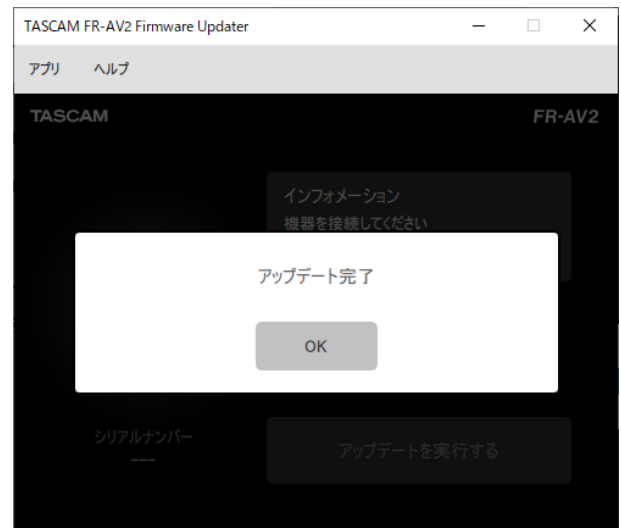 TASCAM FR-AV2 Firmware Updater
アプリ ヘルプ
TASCAM FR-AV2
インフォメーション
機器を接続してください
アップデート完了
OK
シリアルナンバー
---
アップデートを実行する